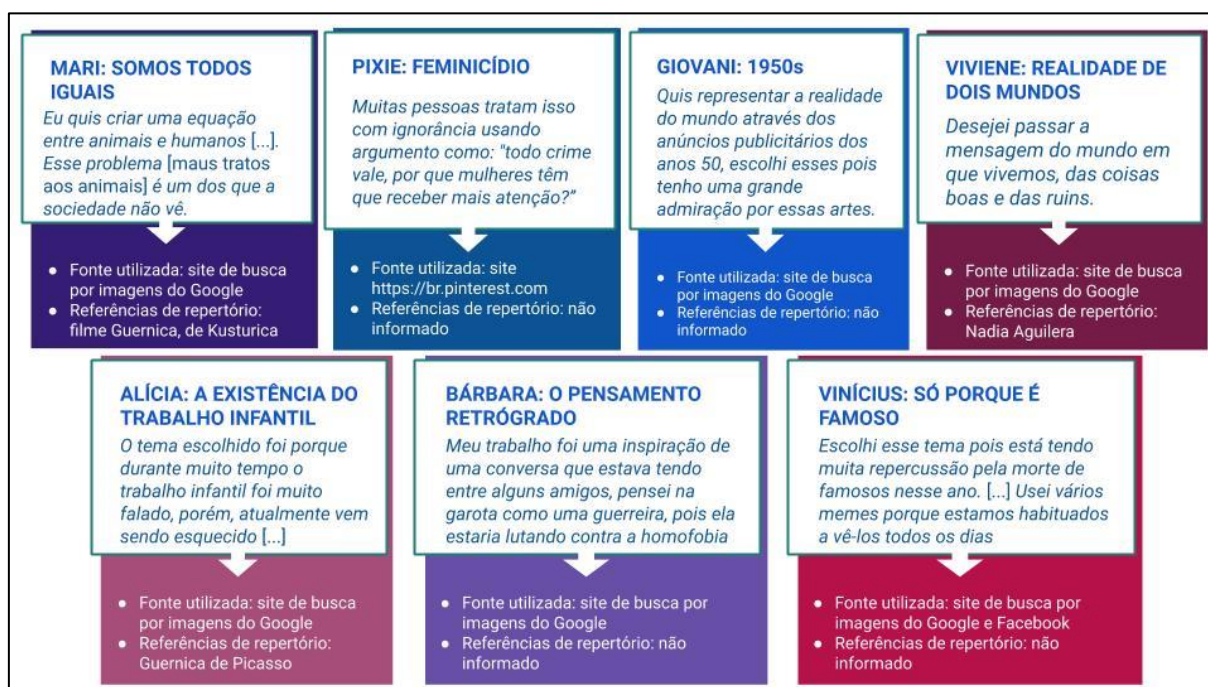 MARI: SOMOS TODOS
IGUAIS
Eu quis criar uma equação
entre animais e humanos [...].
Esse problema [maus tratos
aos animais] é um dos que a
sociedade não vê.
● Fonte utilizada: site de busca
por imagens do Google
● Referências de repertório:
filme Guernica, de Kusturica
PIXIE: FEMINICÍDIO
Muitas pessoas tratam isso
com ignorância usando
argumento como: "todo crime
vale, por que mulheres têm
que receber mais atenção?”
● Fonte utilizada: site
https://br.pinterest.com
● Referências de repertório: não
informado
GIOVANI: 1950s
Quis representar a realidade
do mundo através dos
anúncios publicitários dos
anos 50, escolhi esses pois
tenho uma grande
admiração por essas artes.
● Fonte utilizada: site de busca
por imagens do Google
● Referências de repertório: não
informado
VIVIENE: REALIDADE DE
DOIS MUNDOS
Desejei passar a
mensagem do mundo em
que vivemos, das coisas
boas e das ruins.
● Fonte utilizada: site de busca
por imagens do Google
● Referências de repertório:
Nadia Aguilera
ALÍCIA: A EXISTÊNCIA DO
TRABALHO INFANTIL
O tema escolhido foi porque
durante muito tempo o
trabalho infantil foi muito
falado, porém, atualmente vem
sendo esquecido [...]
● Fonte utilizada: site de busca
por imagens do Google
● Referências de repertório:
Guernica de Picasso
BÁRBARA: O PENSAMENTO
RETRÓGRADO
Meu trabalho foi uma inspiração de
uma conversa que estava tendo
entre alguns amigos, pensei na
garota como uma guerreira, pois ela
estaria lutando contra a homofobia
● Fonte utilizada: site de busca por
imagens do Google
● Referências de repertório: não
informado
VINÍCIUS: SÓ PORQUE É
FAMOSO
Escolhi esse tema pois está tendo
muita repercussão pela morte de
famosos nesse ano. [...] Usei vários
memes porque estamos habituados
a vê-los todos os dias
● Fonte utilizada: site de busca por
imagens do Google e Facebook
● Referências de repertório: não
informado